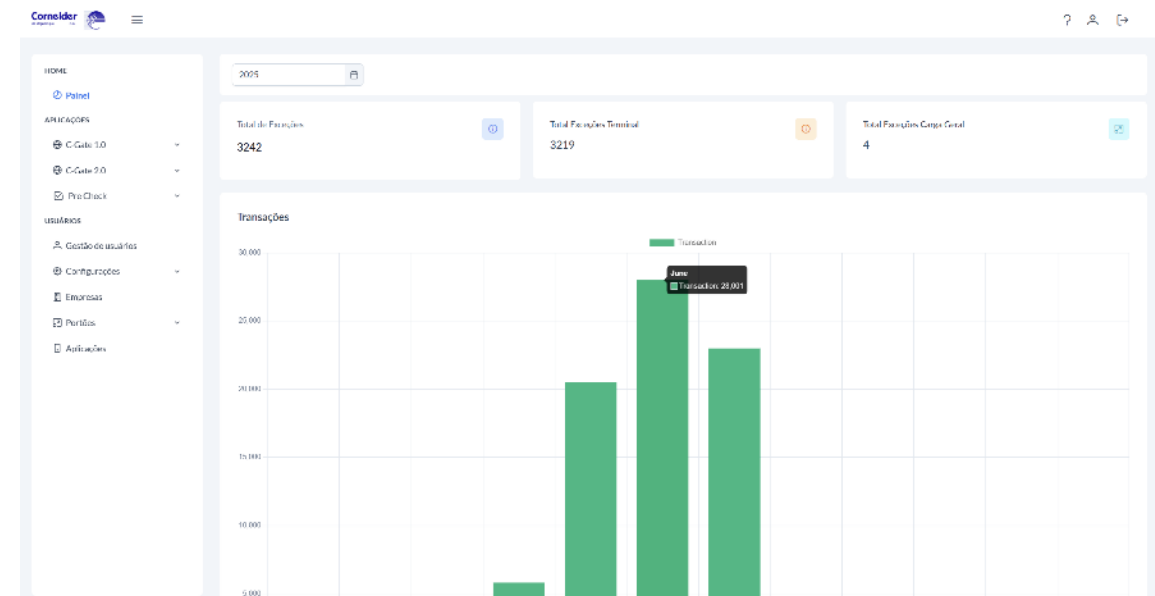 Cornelder
2025
HOME
Painel
APLICAÇÕES
C-Gate 1.0
C-Gate 2.0
Pre Check
USUÁRIOS
Gestão de usuários
Configurações
Empresas
Portões
Aplicações
Total de Exceções
3242
Total Exceções Terminal
3219
Total Exceções Carga Geral
4
Transações
Transaction
30,000
25,000
20,000
15,000
10,000
5,000
June
Transaction: 28,001